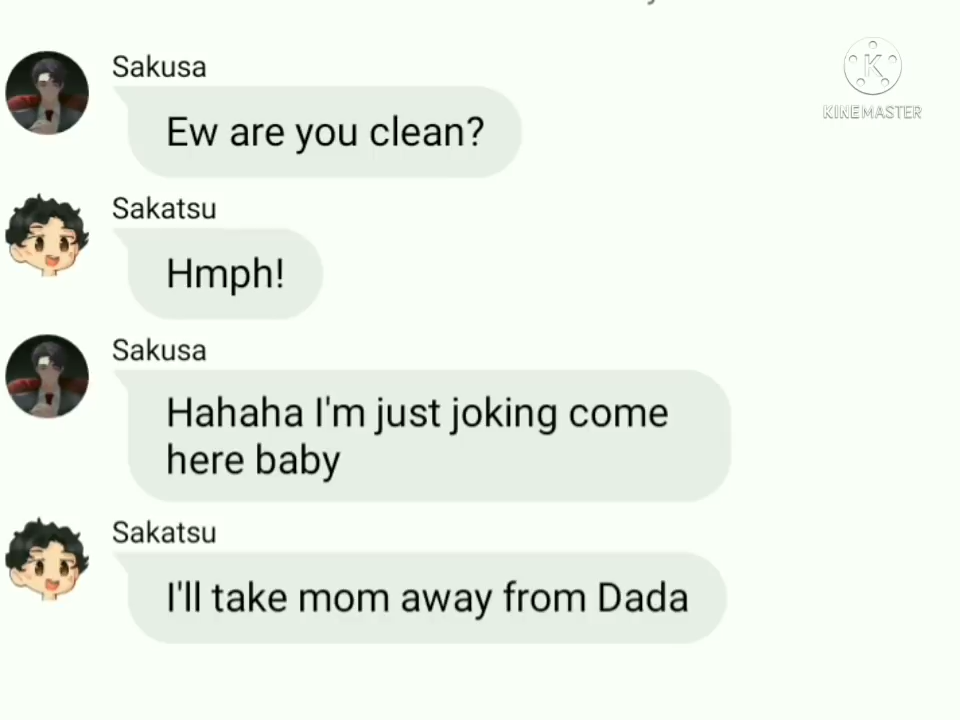 Sakusa
Ew are you clean?
KINEMASTER
Sakatsu
Hmph!
Sakusa
Hahaha I'm just joking come
here baby
Sakatsu
I'll take mom away from Dada